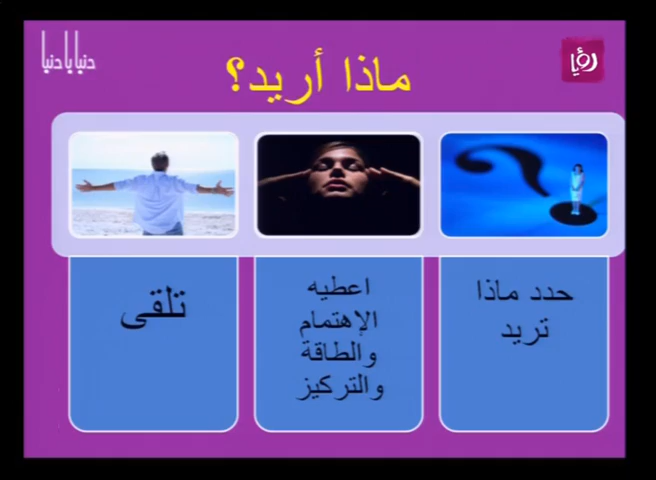 دنيا يا دنيا
رؤيا
ماذا أريد؟
حدد ماذا
تريد
اعطيه
الإهتمام
والطاقة
والتركيز
تلقى